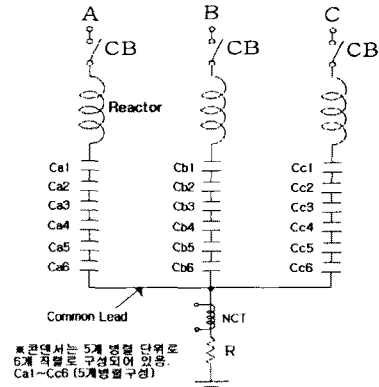 A B C
CB CB CB
Reactor
Ca1 Cb1 Cc1
Ca2 Cb2 Cc2
Ca3 Cb3 Cc3
Ca4 Cb4 Cc4
Ca5 Cb5 Cc5
Ca6 Cb6 Cc6
Common Lead
NCT
R
※콘덴서는 5개 병렬 단위로
6개 직렬로 구성되어 있음.
Ca1~Cc6 (5개병렬구성)